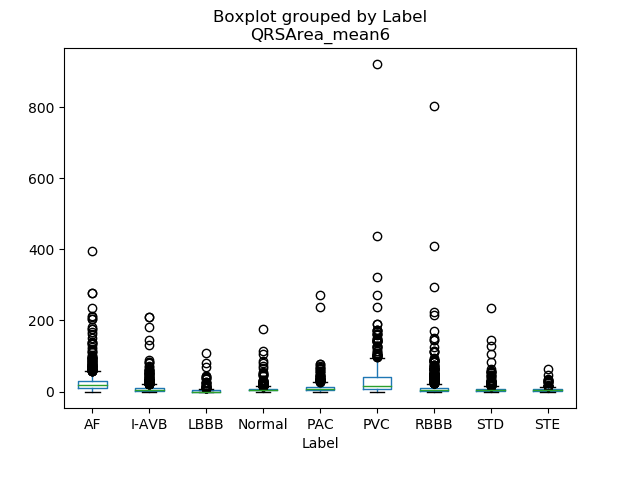 Boxplot grouped by Label
QRSArea_mean6
800
600
400
200
0
AF I-AVB LBBB Normal PAC PVC RBBB STD STE
Label